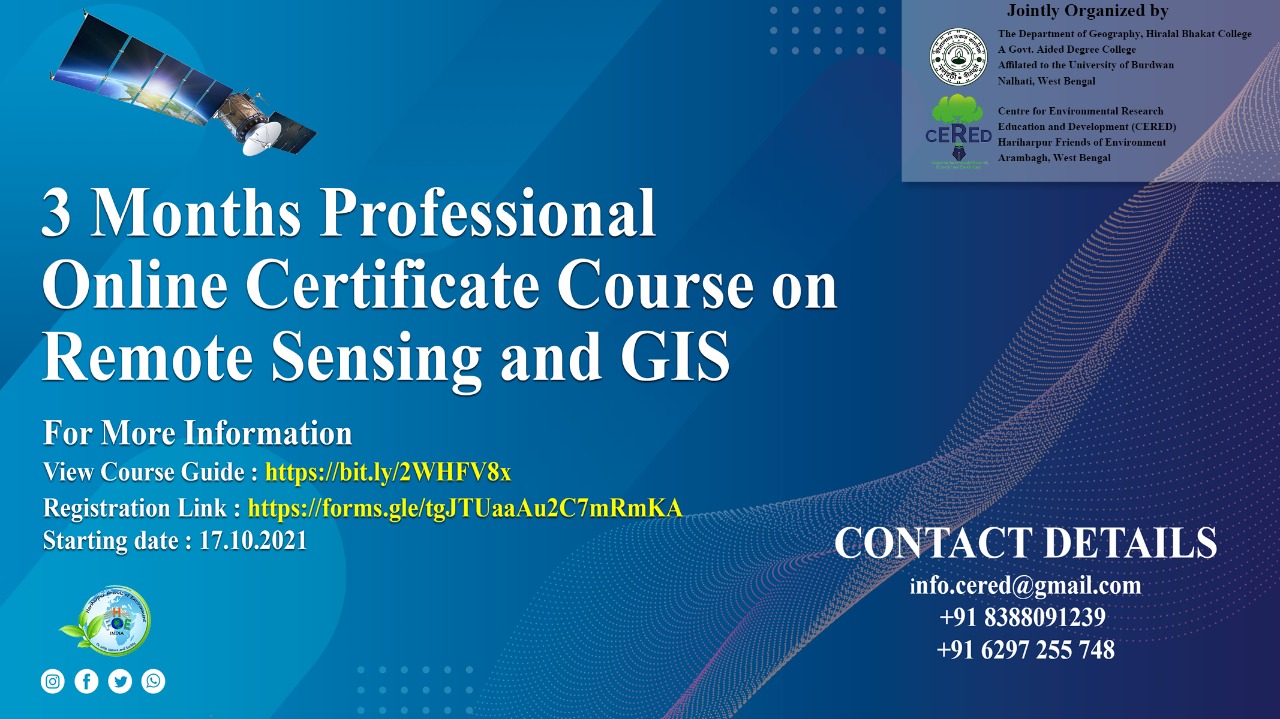 Jointly Organized by
The Department of Geography, Hiralal Bhakat College
A Govt. Aided Degree College
Affilated to the University of Burdwan
Nalhati, West Bengal
CERED
Centre for Environmental Research
Education and Development (CERED)
Hariharpur Friends of Environment
Arambagh, West Bengal
3 Months Professional
Online Certificate Course on
Remote Sensing and GIS
For More Information
View Course Guide : https://bit.ly/2WHFV8x
Registration Link : https://forms.gle/tgJTUaaAu2C7mRmKA
Starting date : 17.10.2021
CONTACT DETAILS
info.cered@gmail.com
+91 8388091239
+91 6297 255 748
INDIA